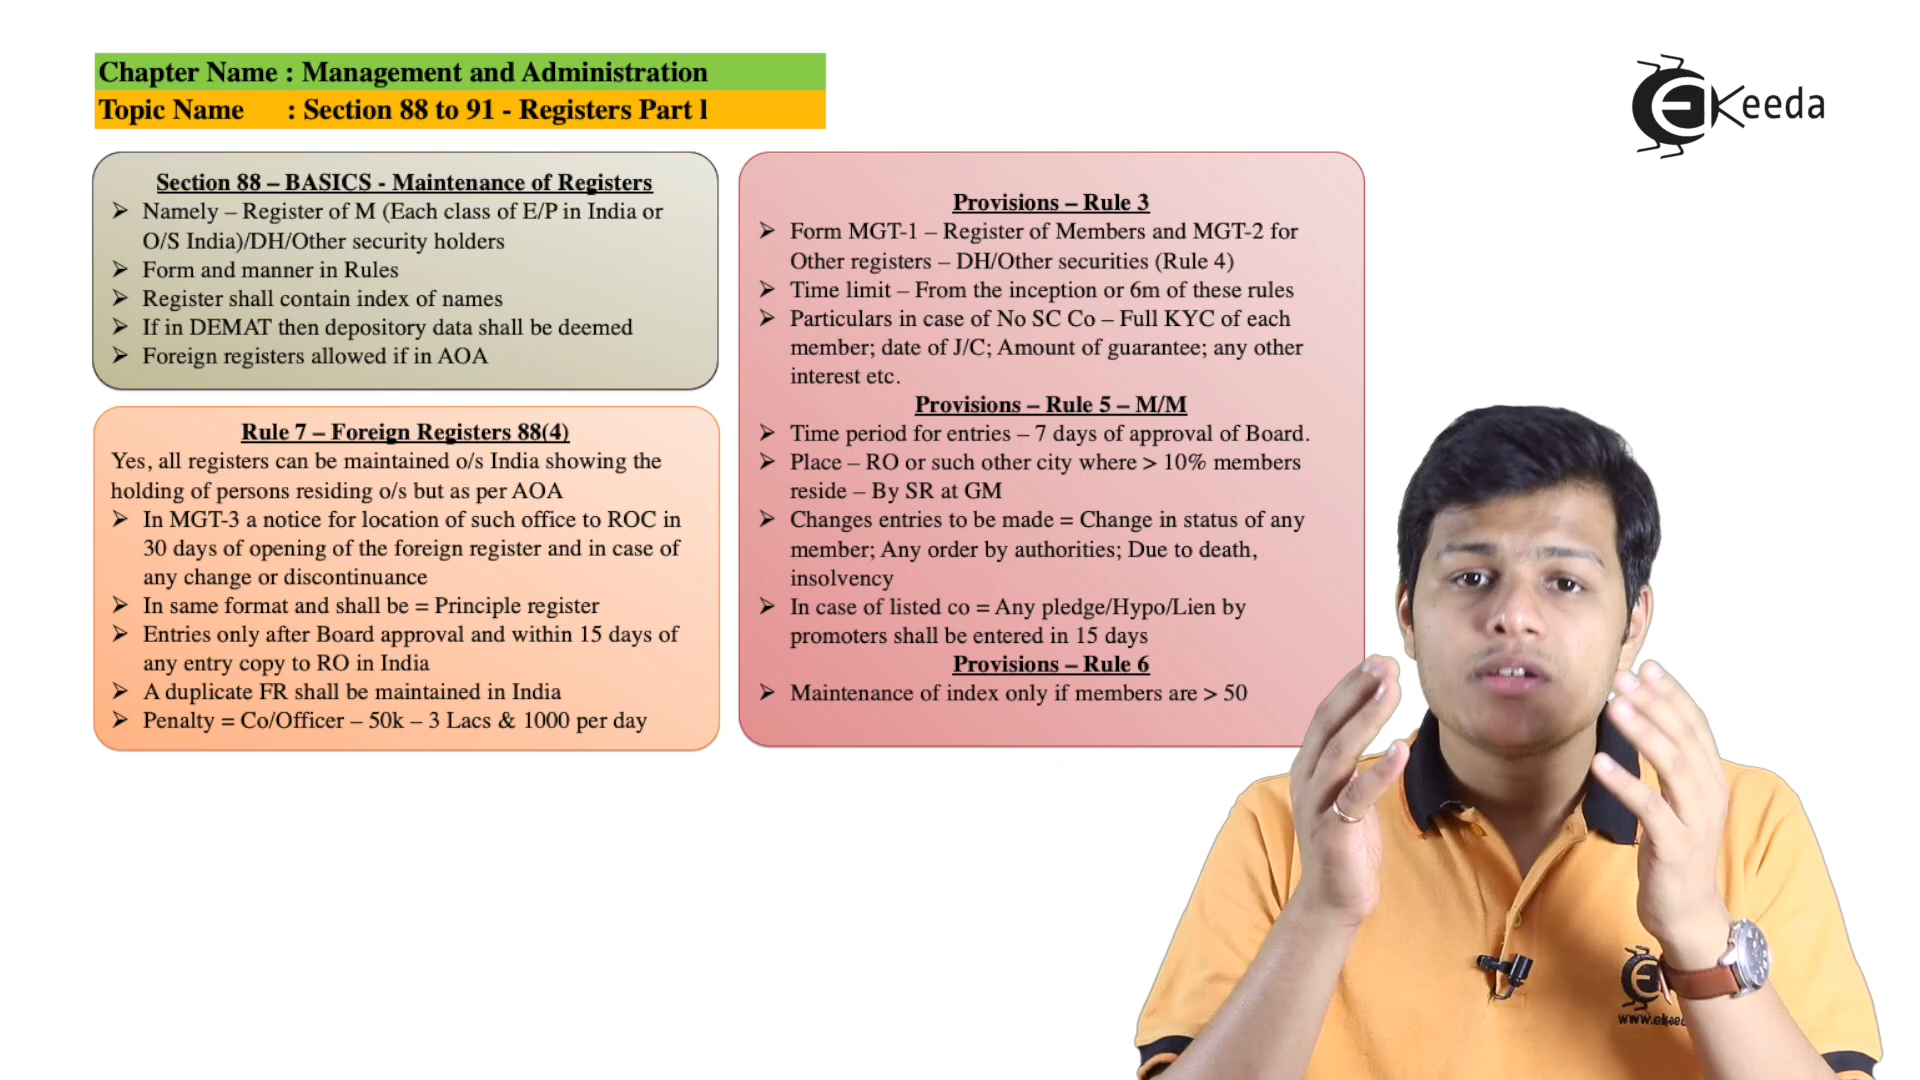 Chapter Name : Management and Administration
Topic Name : Section 88 to 91 - Registers Part l
Keeda
Section 88 – BASICS - Maintenance of Registers
➢ Namely – Register of M (Each class of E/P in India or
O/S India)/DH/Other security holders
➢ Form and manner in Rules
➢ Register shall contain index of names
➢ If in DEMAT then depository data shall be deemed
➢ Foreign registers allowed if in AOA
Rule 7 – Foreign Registers 88(4)
Yes, all registers can be maintained o/s India showing the
holding of persons residing o/s but as per AOA
➢ In MGT-3 a notice for location of such office to ROC in
30 days of opening of the foreign register and in case of
any change or discontinuance
➢ In same format and shall be = Principle register
➢ Entries only after Board approval and within 15 days of
any entry copy to RO in India
➢ A duplicate FR shall be maintained in India
➢ Penalty = Co/Officer – 50k – 3 Lacs & 1000 per day
Provisions – Rule 3
➢ Form MGT-1 – Register of Members and MGT-2 for
Other registers – DH/Other securities (Rule 4)
➢ Time limit – From the inception or 6m of these rules
➢ Particulars in case of No SC Co – Full KYC of each
member; date of J/C; Amount of guarantee; any other
interest etc.
Provisions – Rule 5 – M/M
➢ Time period for entries – 7 days of approval of Board.
➢ Place – RO or such other city where > 10% members
reside – By SR at GM
➢ Changes entries to be made = Change in status of any
member; Any order by authorities; Due to death,
insolvency
➢ In case of listed co = Any pledge/Hypo/Lien by
promoters shall be entered in 15 days
Provisions – Rule 6
➢ Maintenance of index only if members are > 50